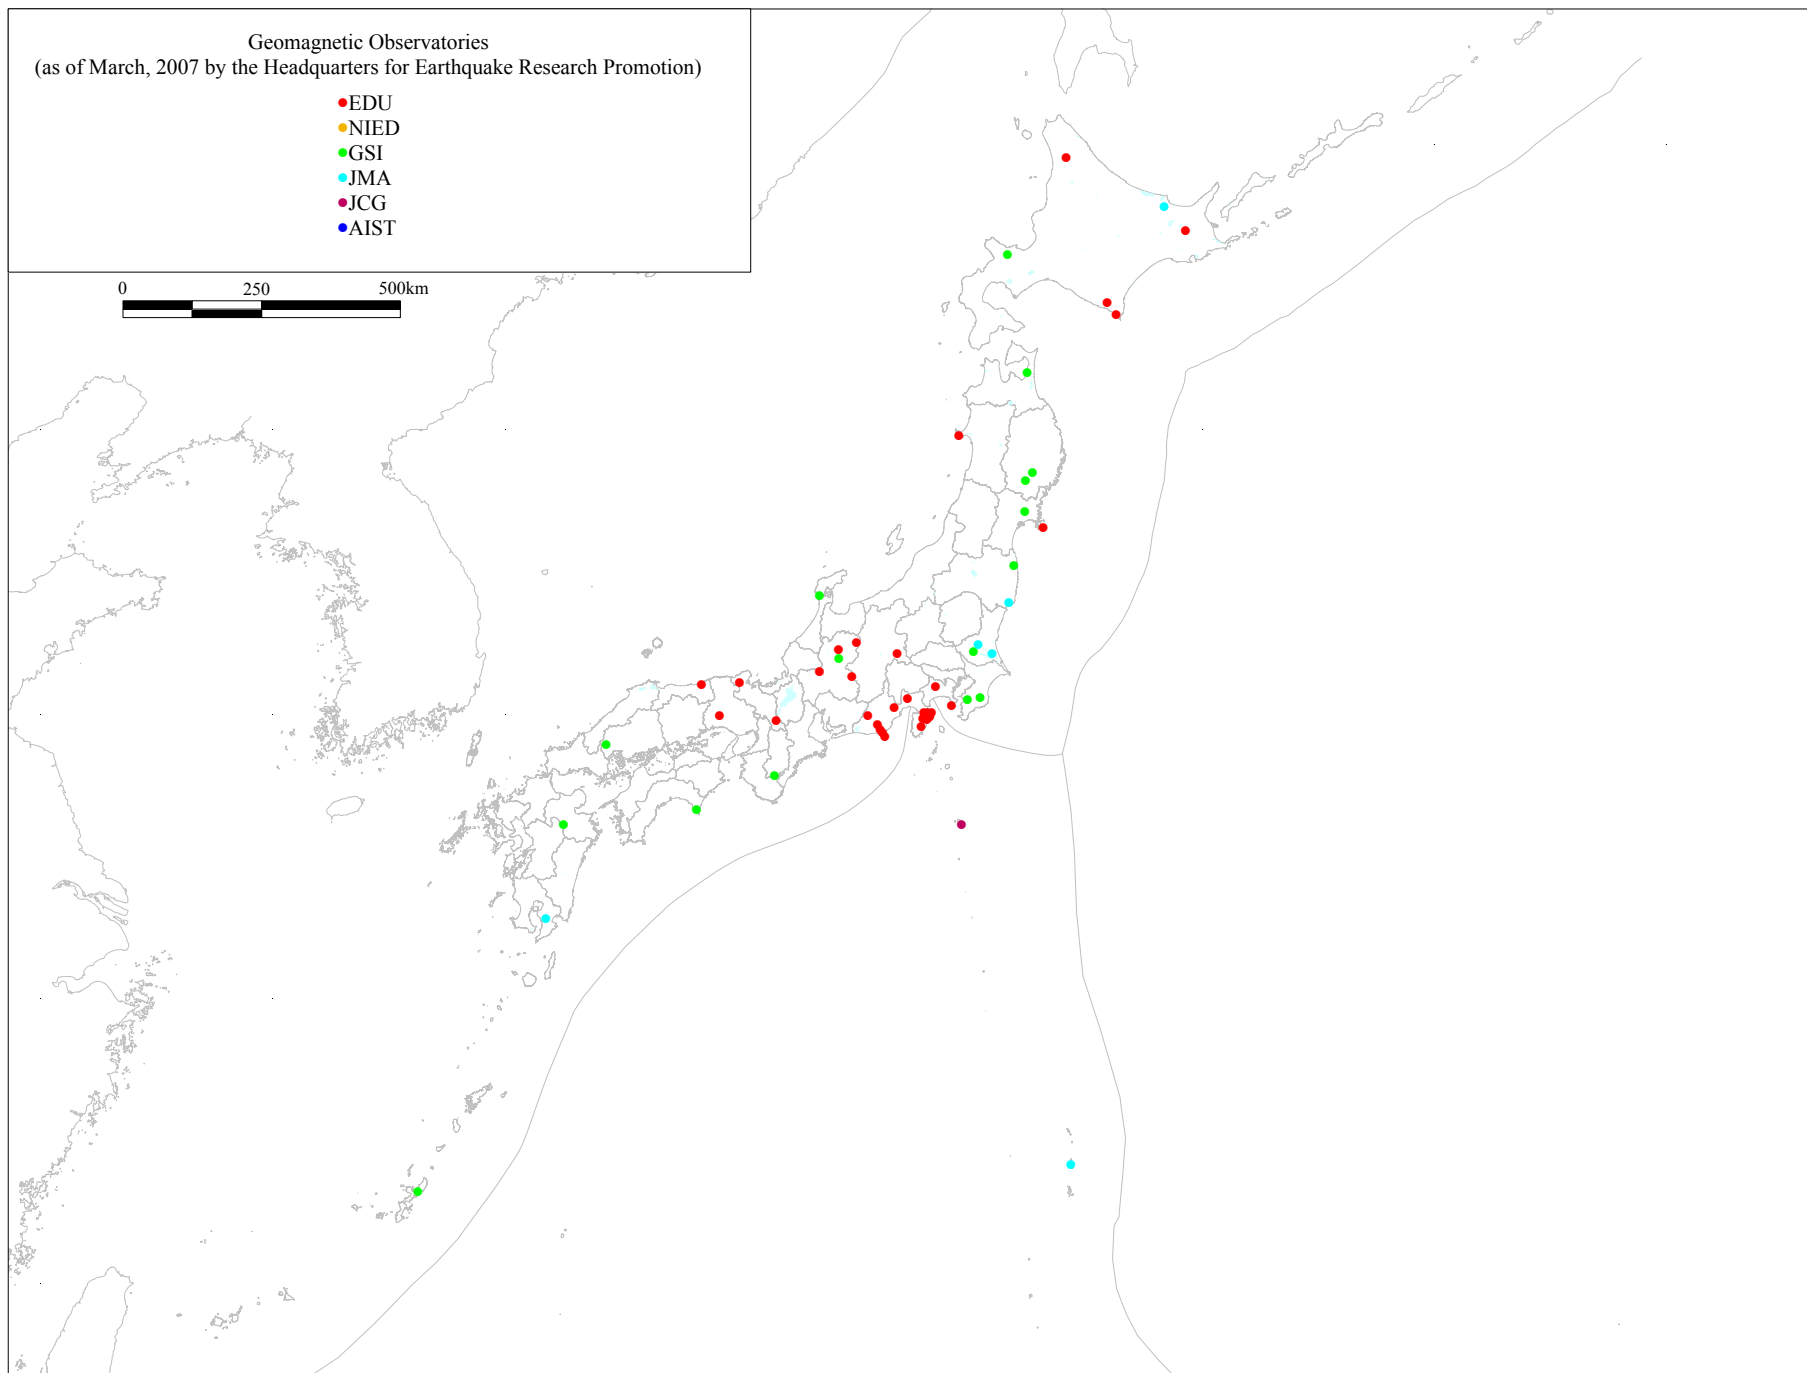 Geomagnetic Observatories
(as of March, 2007 by the Headquarters for Earthquake Research Promotion)
EDU
NIED
GSI
JMA
JCG
AIST
0 250 500km